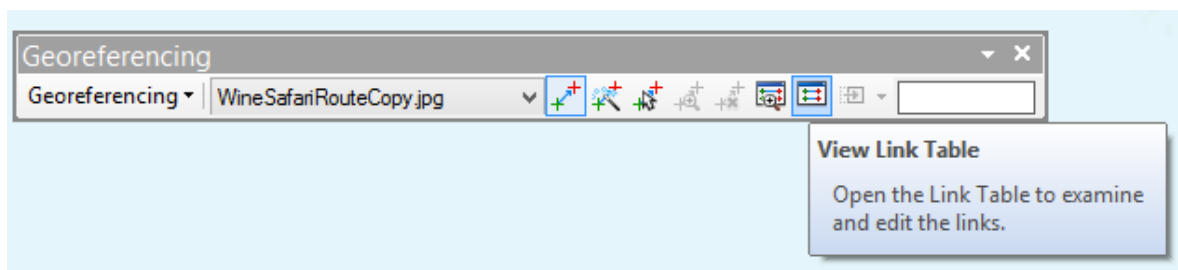 Georeferencing
Georeferencing WineSafariRouteCopy.jpg
View Link Table
Open the Link Table to examine
and edit the links.